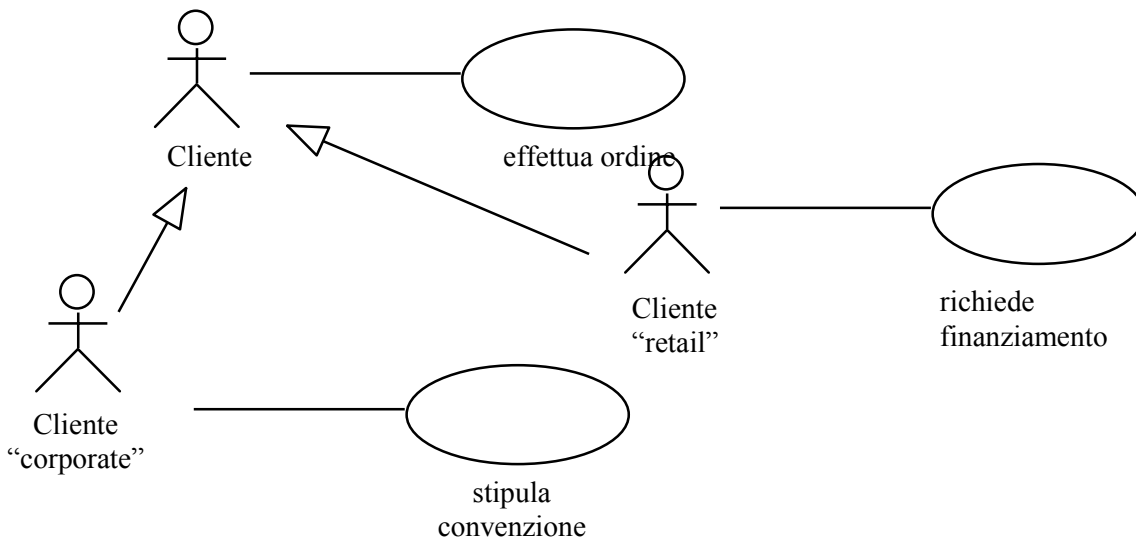 Cliente
effettua ordine
Cliente
“retail”
richiede
finanziamento
Cliente
“corporate”
stipula
convenzione